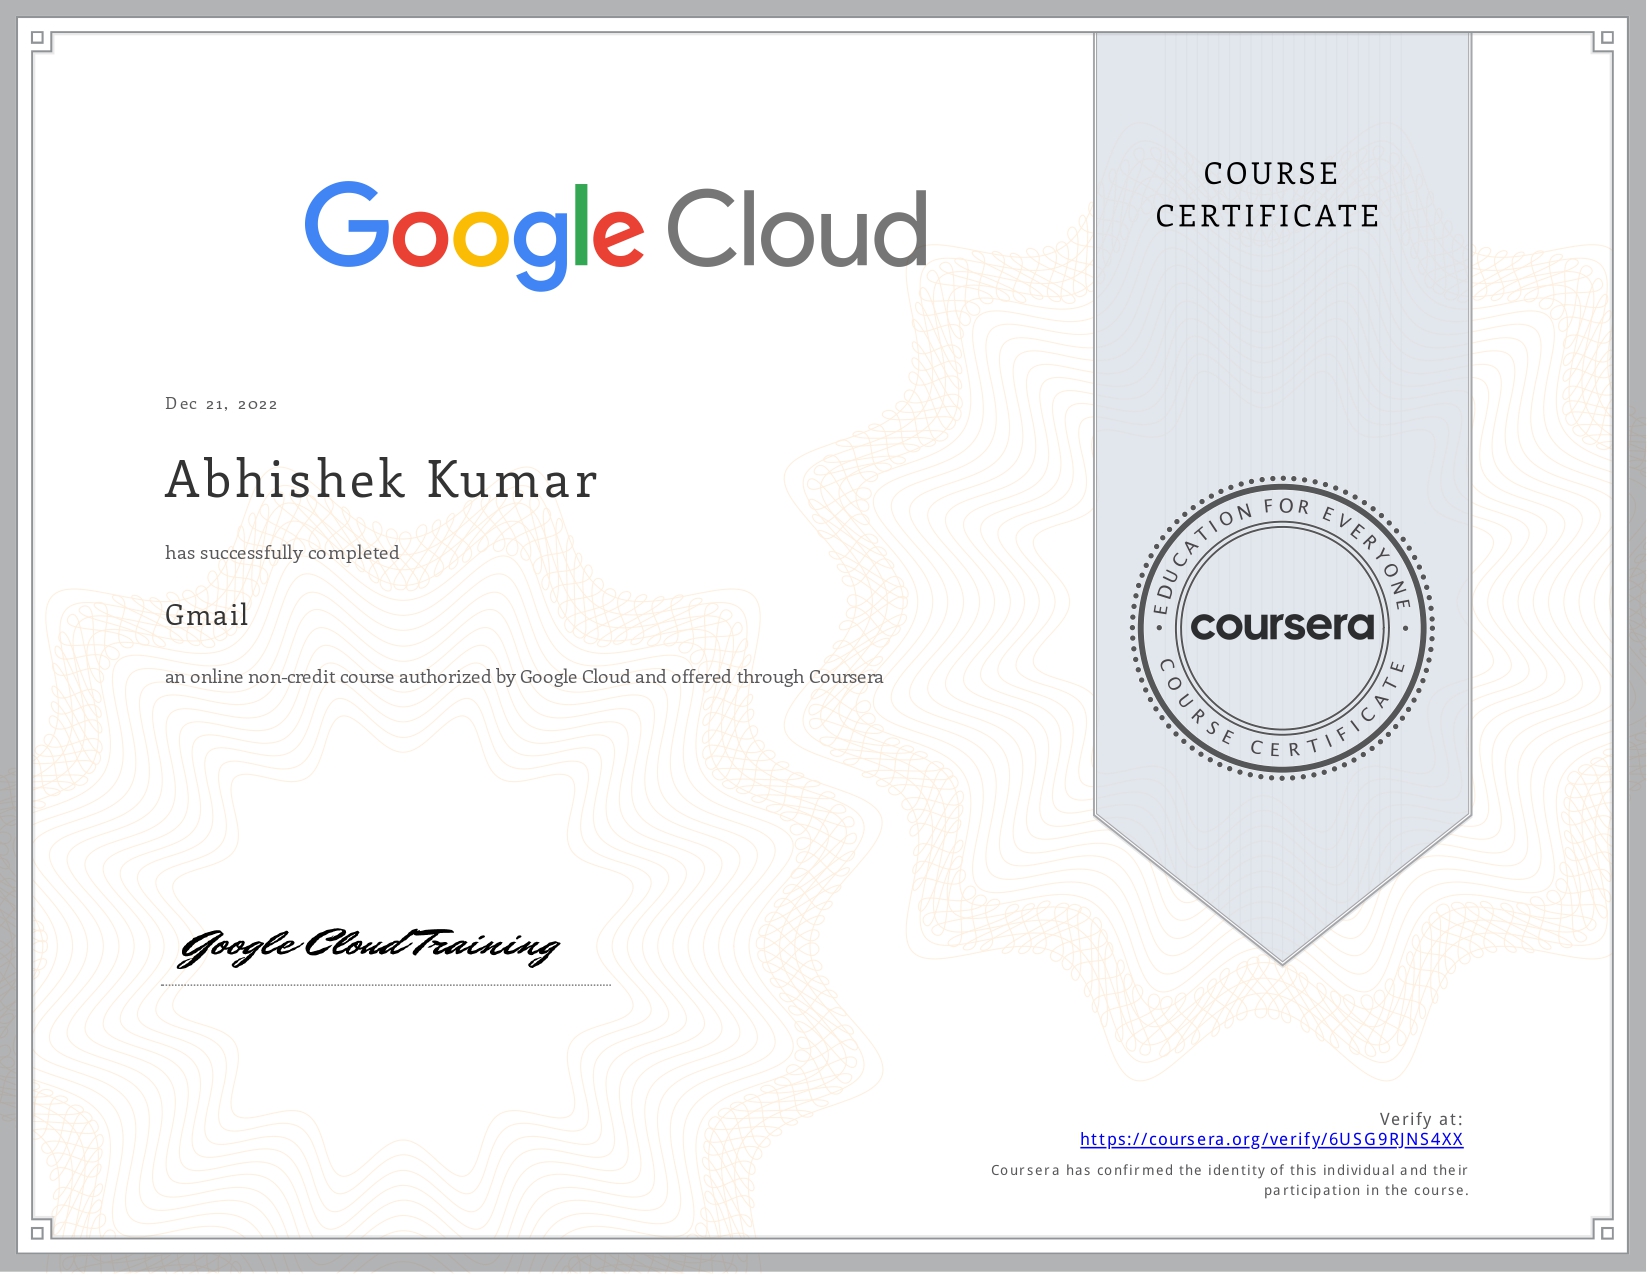 Google Cloud
COURSE
CERTIFICATE
Dec 21, 2022
Abhishek Kumar
has successfully completed
Gmail
an online non-credit course authorized by Google Cloud and offered through Coursera
EDUCATION FOR EVERYONE
coursera
COURSE CERTIFICATE
Google Cloud Training
Verify at:
https://coursera.org/verify/6USG9RJNS4XX
Coursera has confirmed the identity of this individual and their
participation in the course.